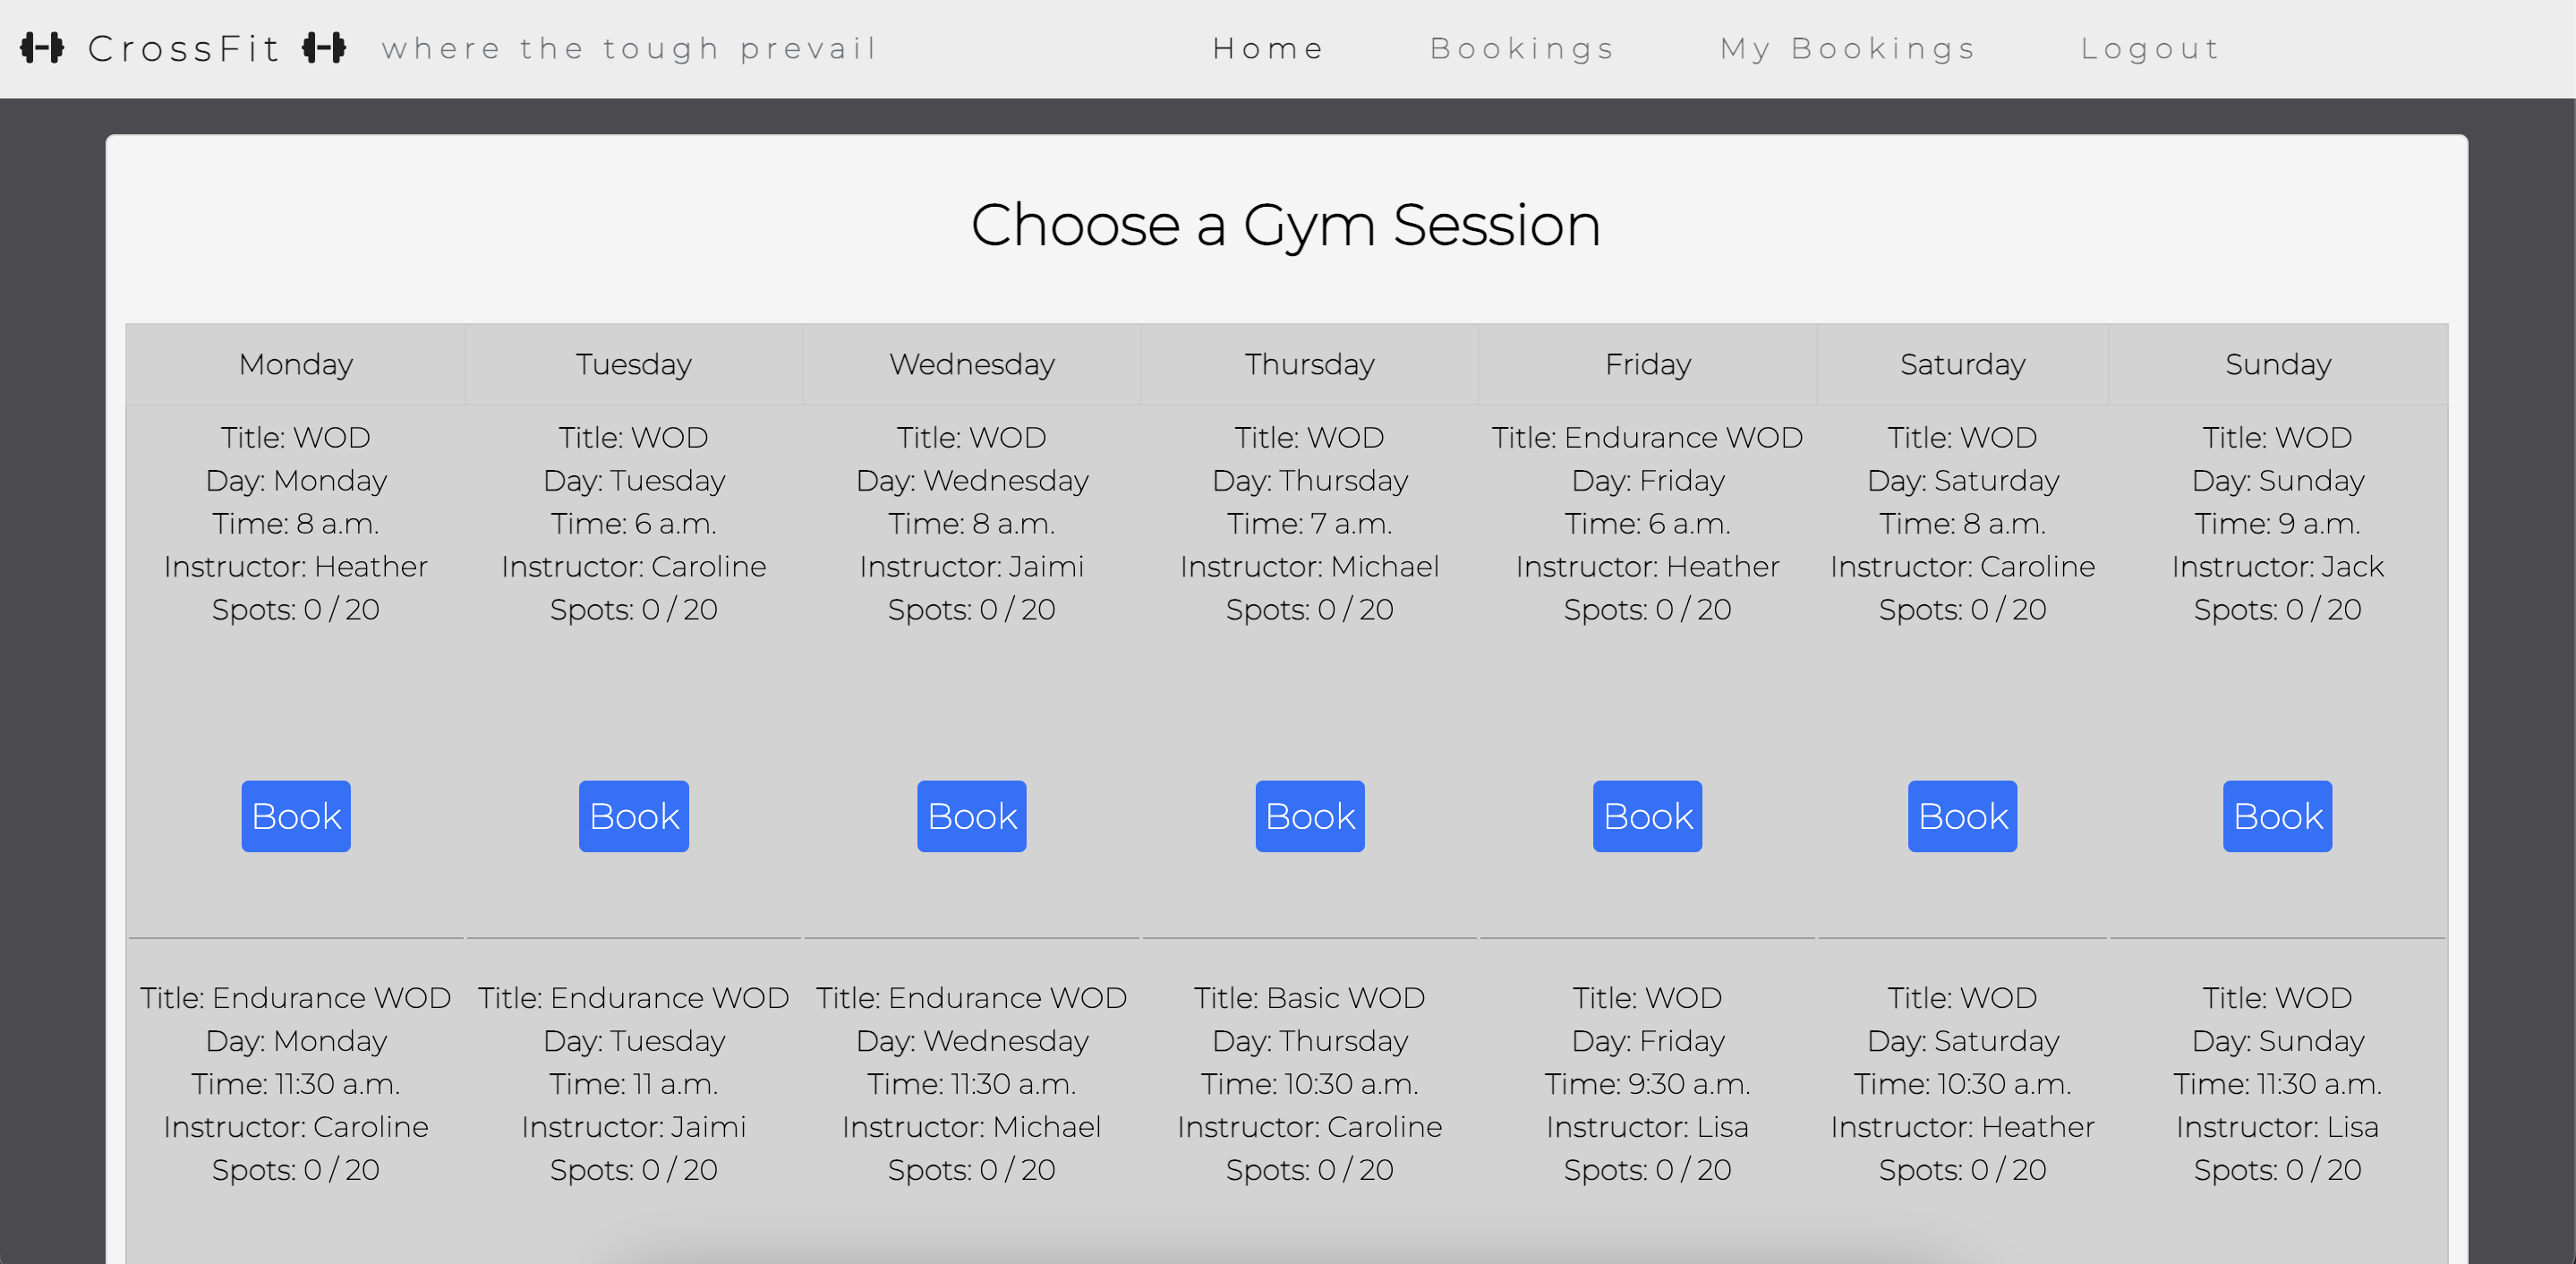 CrossFit where the tough prevail Home Bookings My Bookings Logout
Choose a Gym Session
Monday Tuesday Wednesday Thursday Friday Saturday Sunday
Title: WOD Title: WOD Title: WOD Title: WOD Title: Endurance WOD Title: WOD Title: WOD
Day: Monday Day: Tuesday Day: Wednesday Day: Thursday Day: Friday Day: Saturday Day: Sunday
Time: 8 a.m. Time: 6 a.m. Time: 8 a.m. Time: 7 a.m. Time: 6 a.m. Time: 8 a.m. Time: 9 a.m.
Instructor: Heather Instructor: Caroline Instructor: Jaimi Instructor: Michael Instructor: Heather Instructor: Caroline Instructor: Jack
Spots: 0 / 20 Spots: 0 / 20 Spots: 0 / 20 Spots: 0 / 20 Spots: 0 / 20 Spots: 0 / 20 Spots: 0 / 20
Book Book Book Book Book Book Book
Title: Endurance WOD Title: Endurance WOD Title: Endurance WOD Title: Basic WOD Title: WOD Title: WOD Title: WOD
Day: Monday Day: Tuesday Day: Wednesday Day: Thursday Day: Friday Day: Saturday Day: Sunday
Time: 11:30 a.m. Time: 11 a.m. Time: 11:30 a.m. Time: 10:30 a.m. Time: 9:30 a.m. Time: 10:30 a.m. Time: 11:30 a.m.
Instructor: Caroline Instructor: Jaimi Instructor: Michael Instructor: Caroline Instructor: Lisa Instructor: Heather Instructor: Lisa
Spots: 0 / 20 Spots: 0 / 20 Spots: 0 / 20 Spots: 0 / 20 Spots: 0 / 20 Spots: 0 / 20 Spots: 0 / 20